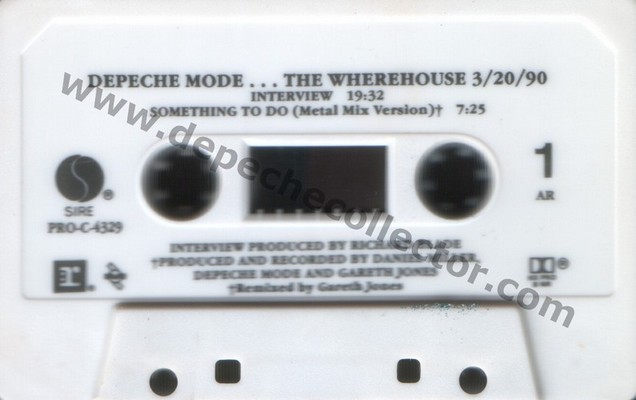 DEPECHE MODE . . . THE WHEREHOUSE 3/20/90
INTERVIEW 19:32
SOMETHING TO DO (Metal Mix Version)† 7:25
1
AR
SIRE ®
PRO-C-4329
INTERVIEW PRODUCED BY RICHARD BLADE
†PRODUCED AND RECORDED BY DANIEL MILLER,
DEPECHE MODE AND GARETH JONES
†Remixed by Gareth Jones
www.depechecollector.com